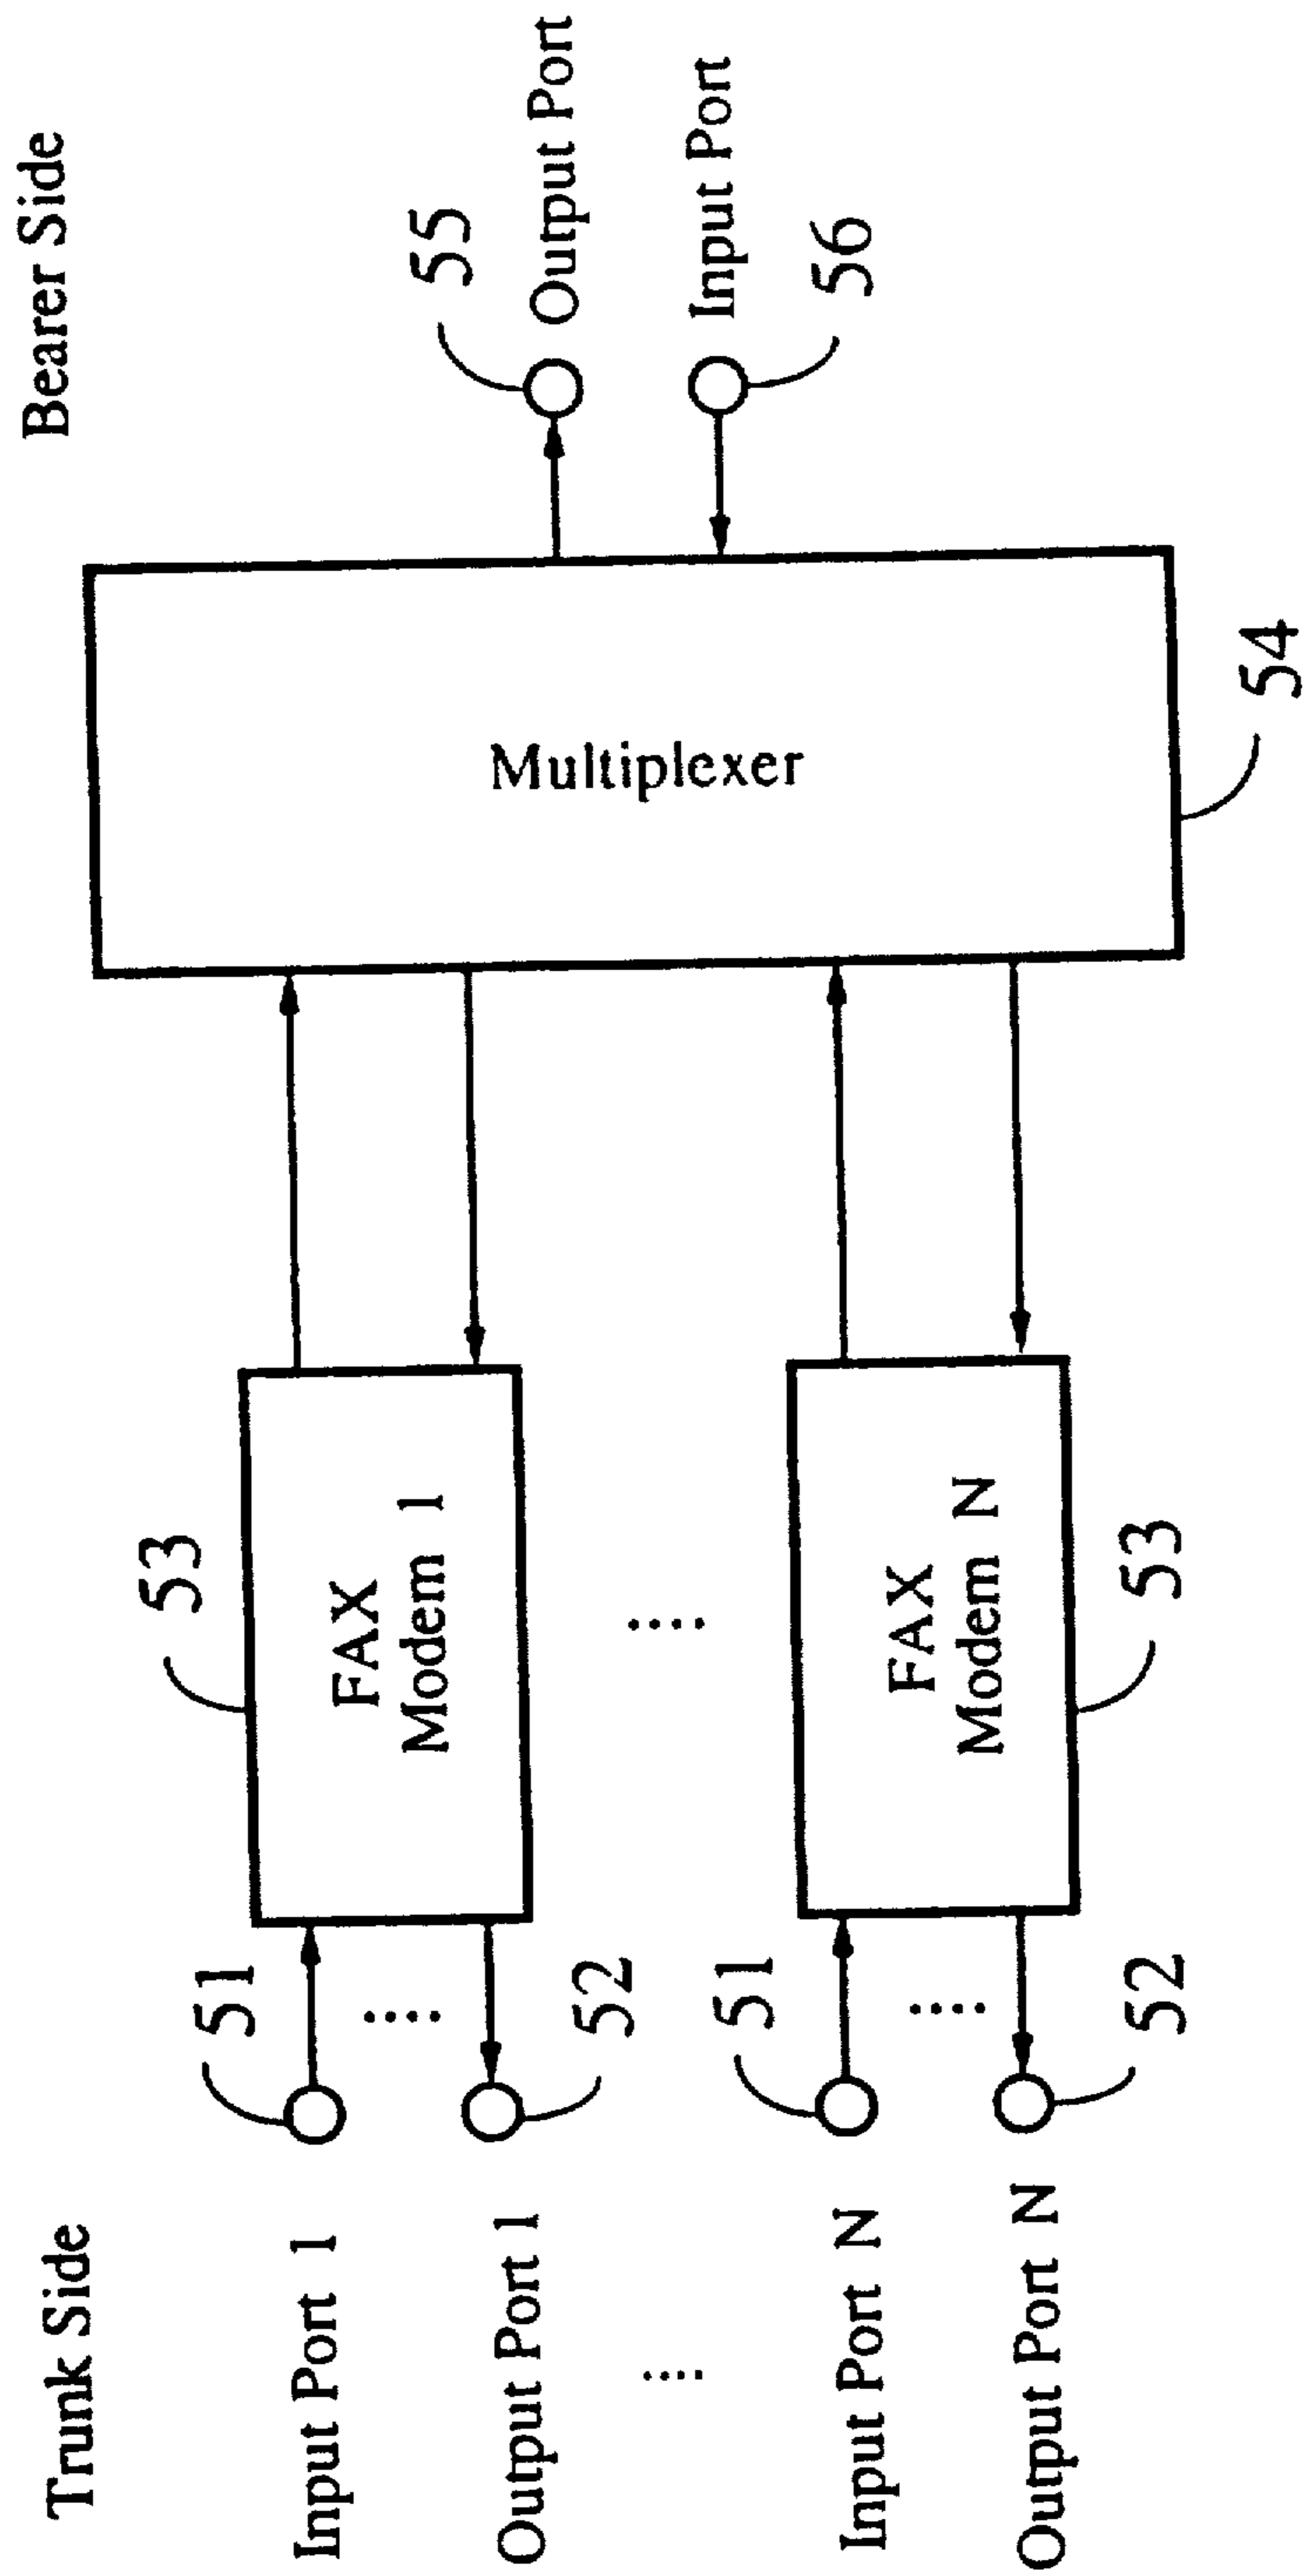 Trunk Side
Bearer Side
Input Port 1
51
Output Port 1
52
....
....
Input Port N
51
Output Port N
52
....
53
FAX
Modem 1
....
FAX
Modem N
53
Multiplexer
54
55
Output Port
Input Port
56